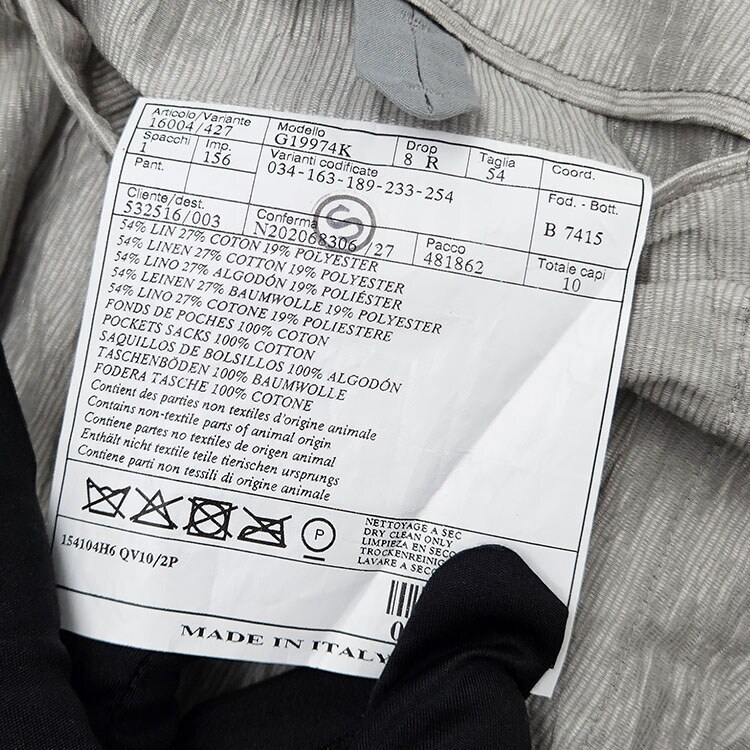 Articolo/Variante
16004/427
Modello
G19974K
Drop
8 R
Taglia
54
Coord.
Spacchi
1
Imp.
156
Varianti codificate
034-163-189-233-254
Fod. - Bott.
B 7415
Pant.
Cliente/dest.
532516/003
Conferma
N202068306/27
S
Pacco
481862
Totale capi
10
54% LIN 27% COTON 19% POLYESTER
54% LINEN 27% COTTON 19% POLYESTER
54% LINO 27% ALGODÓN 19% POLIÉSTER
54% LEINEN 27% BAUMWOLLE 19% POLYESTER
54% LINO 27% COTONE 19% POLIESTERE
FONDS DE POCHES 100% COTON
POCKETS SACKS 100% COTTON
SAQUILLOS DE BOLSILLOS 100% ALGODÓN
TASCHENBÖDEN 100% BAUMWOLLE
FODERA TASCHE 100% COTONE
Contient des parties non textiles d'origine animale
Contains non-textile parts of animal origin
Contiene partes no textiles de origen animal
Enthält nicht textile teile tierischen ursprungs
Contiene parti non tessili di origine animale
P
NETTOYAGE A SEC
DRY CLEAN ONLY
LIMPIEZA EN SECO
TROCKENREINIG
LAVARE A SECC
154104H6 QV10/2P
0
MADE IN ITALY